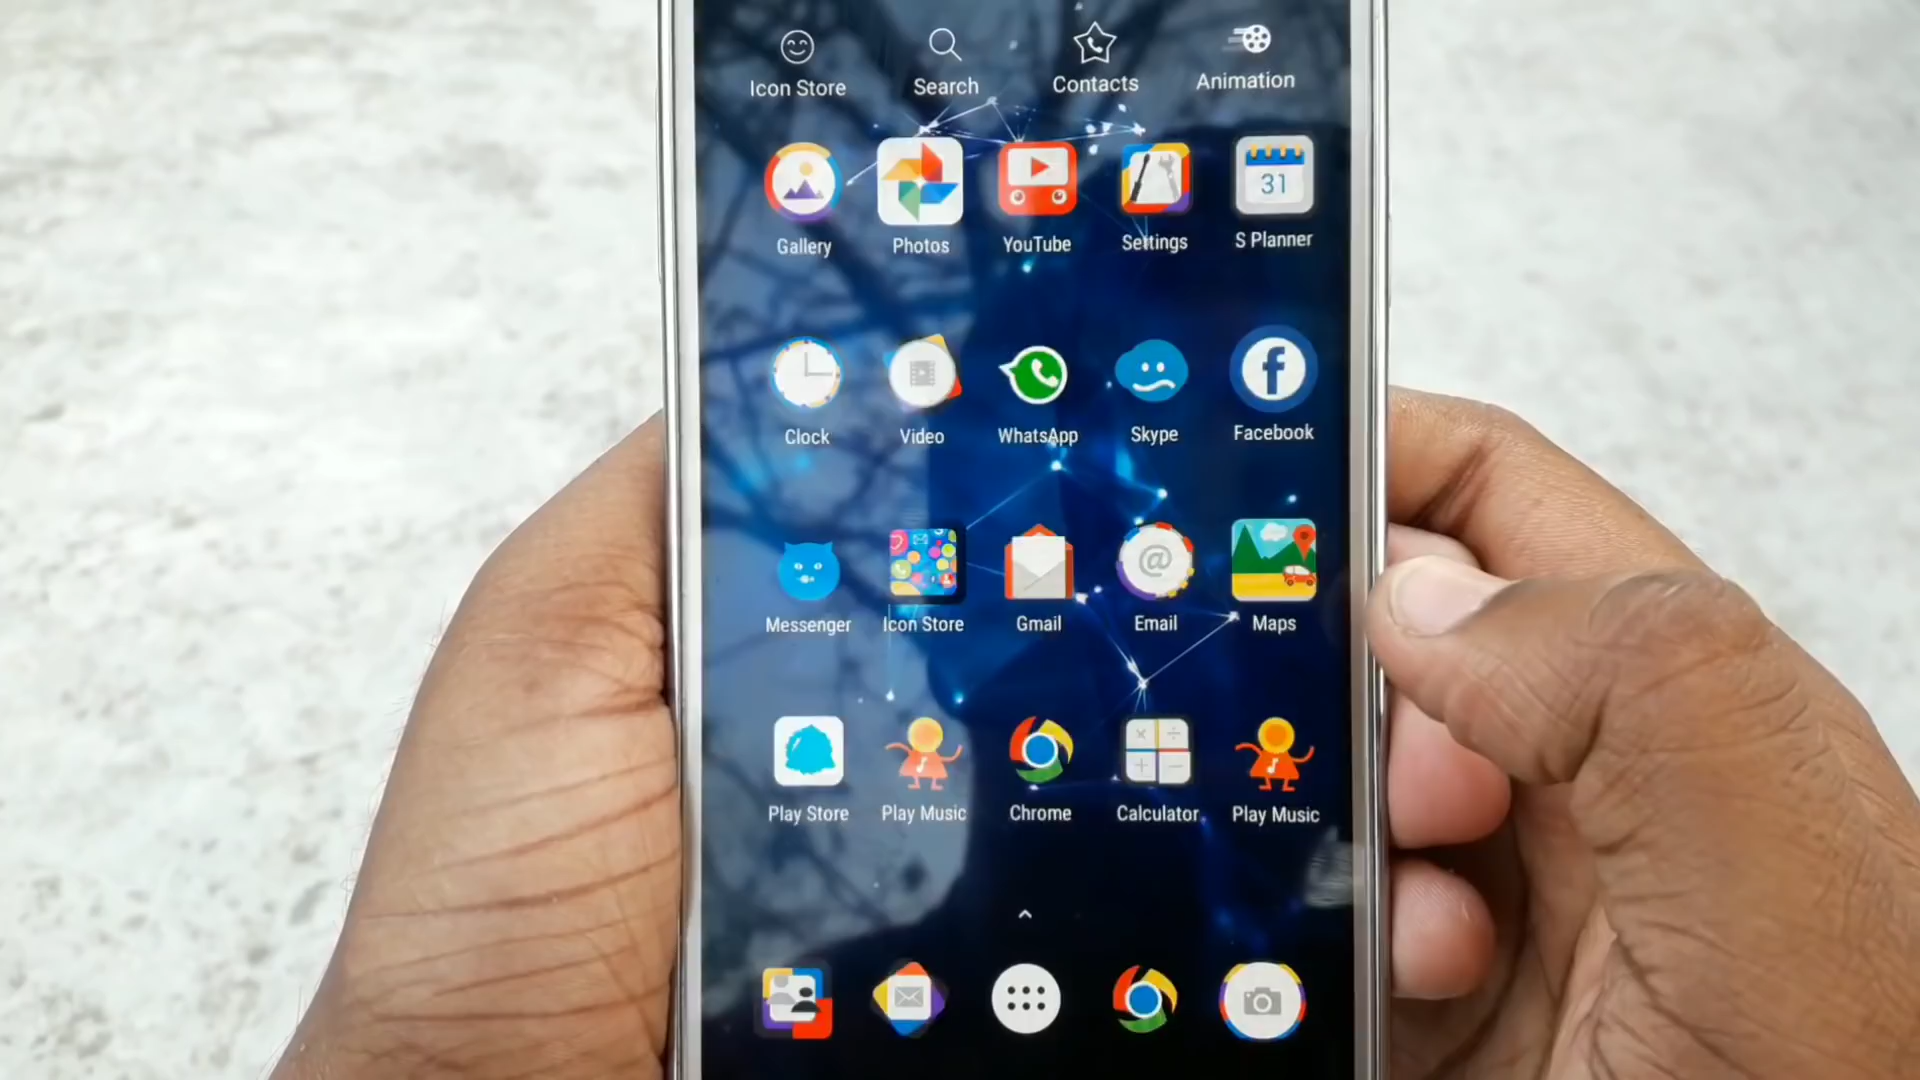 Icon Store Search Contacts Animation
31
Gallery Photos YouTube Settings S Planner
Clock Video WhatsApp Skype Facebook
@
Messenger Icon Store Gmail Email Maps
Play Store Play Music Chrome Calculator Play Music